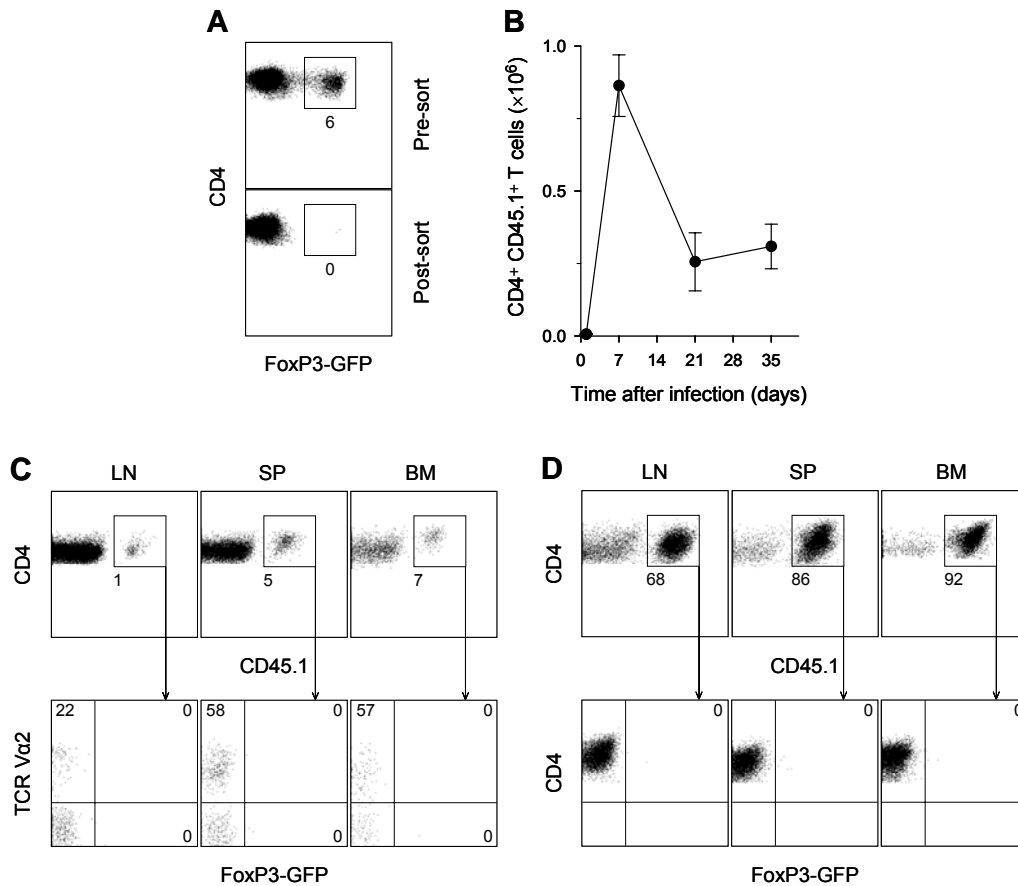 A
Pre-sort
6
CD4
Post-sort
0
FoxP3-GFP
B
CD4+ CD45.1+ T cells (×10⁶)
1.0
0.5
0.0
0 7 14 21 28 35
Time after infection (days)
C
LN SP BM
CD4
1 5 7
CD45.1
TCR Vα2
22 0 58 0 57 0
0 0 0
FoxP3-GFP
D
LN SP BM
CD4
68 86 92
CD45.1
CD4
0 0 0
FoxP3-GFP